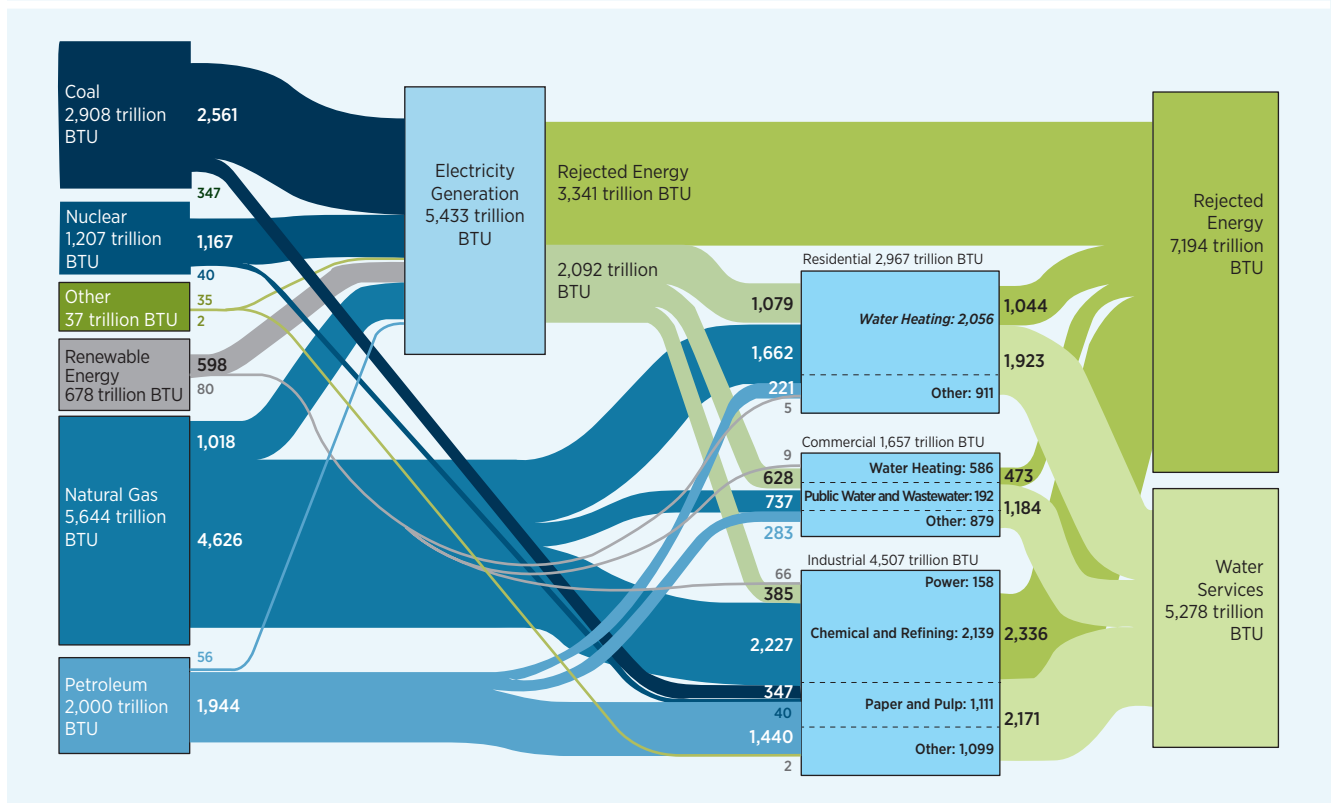 Coal
2,908 trillion
BTU
2,561
347
Nuclear
1,207 trillion
BTU
1,167
40
Other
37 trillion BTU
35
2
Renewable
Energy
678 trillion BTU
598
80
Natural Gas
5,644 trillion
BTU
1,018
4,626
Petroleum
2,000 trillion
BTU
56
1,944
Electricity
Generation
5,433 trillion
BTU
Rejected Energy
3,341 trillion BTU
2,092 trillion
BTU
Residential 2,967 trillion BTU
1,079
1,662
221
5
Water Heating: 2,056
Other: 911
1,044
1,923
Commercial 1,657 trillion BTU
9
628
737
283
Water Heating: 586
Public Water and Wastewater: 192
Other: 879
473
1,184
Industrial 4,507 trillion BTU
66
385
2,227
347
40
1,440
2
Power: 158
Chemical and Refining: 2,139
Paper and Pulp: 1,111
Other: 1,099
2,336
2,171
Rejected
Energy
7,194 trillion
BTU
Water
Services
5,278 trillion
BTU